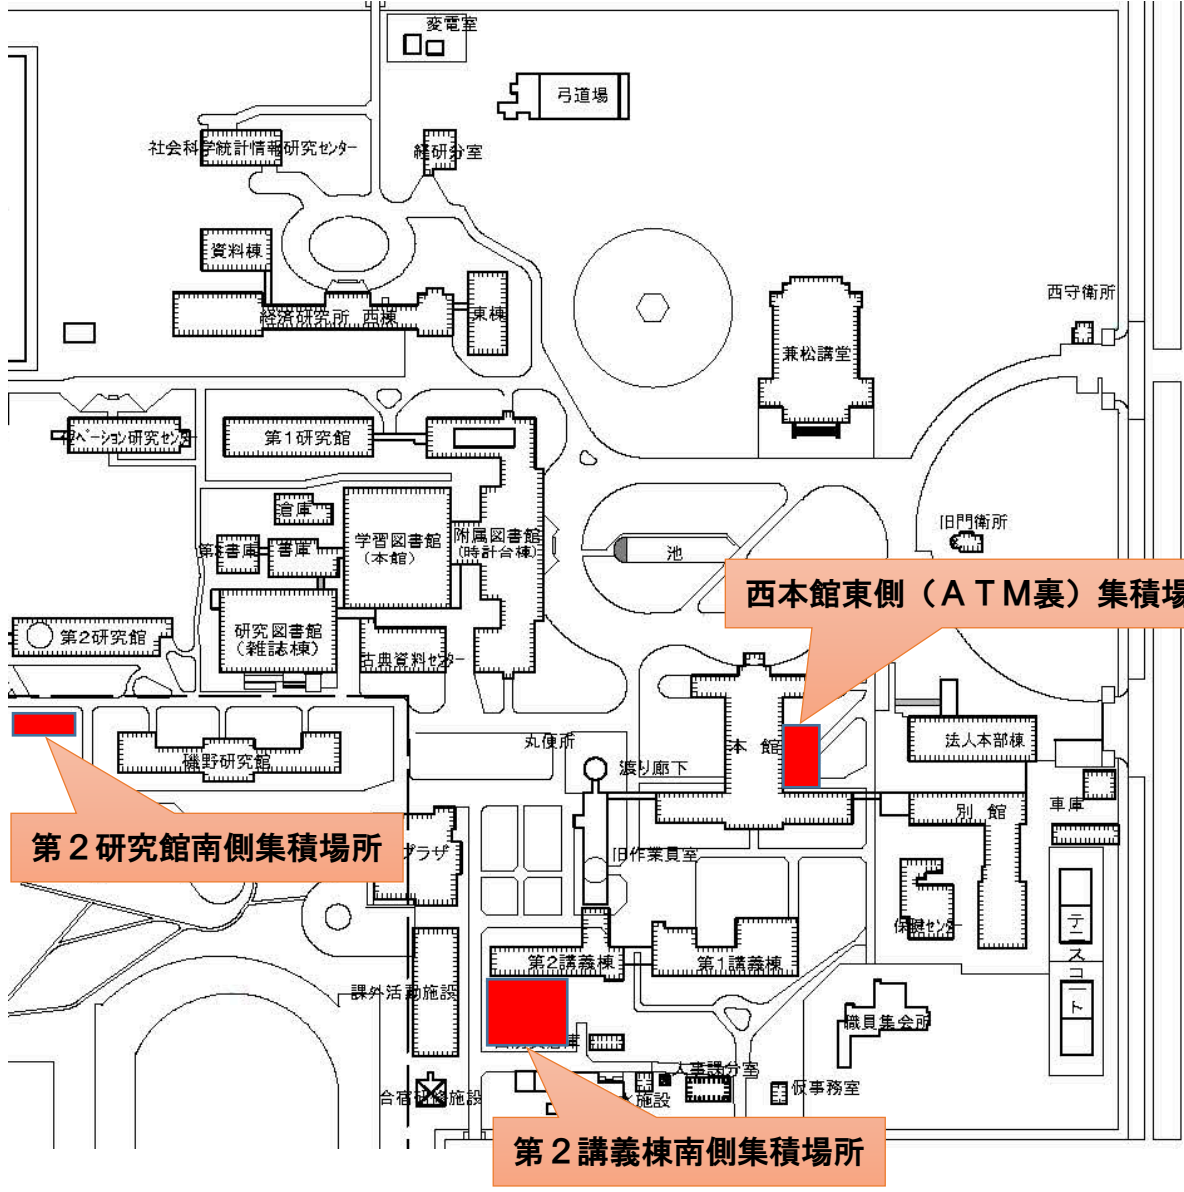 変電室
弓道場
社会科学統計情報研究センター
経研分室
資料棟
経済研究所 西棟
東棟
西守衛所
兼松講堂
第1研究館
倉庫
書庫
学習図書館
(本館)
附属図書館
(時計台棟)
池
旧門衛所
西本館東側(ATM裏)集積場
第2研究館
研究図書館
(雑誌棟)
古典資料センター
磯野研究館
丸便所
渡り廊下
本館
法人本部棟
車庫
別館
第2研究館南側集積場所
プラザ
旧作業員室
保健センター
テニスコート
第2講義棟
第1講義棟
課外活動施設
職員集会所
人事課分室
合宿研修施設
施設
仮事務室
第2講義棟南側集積場所